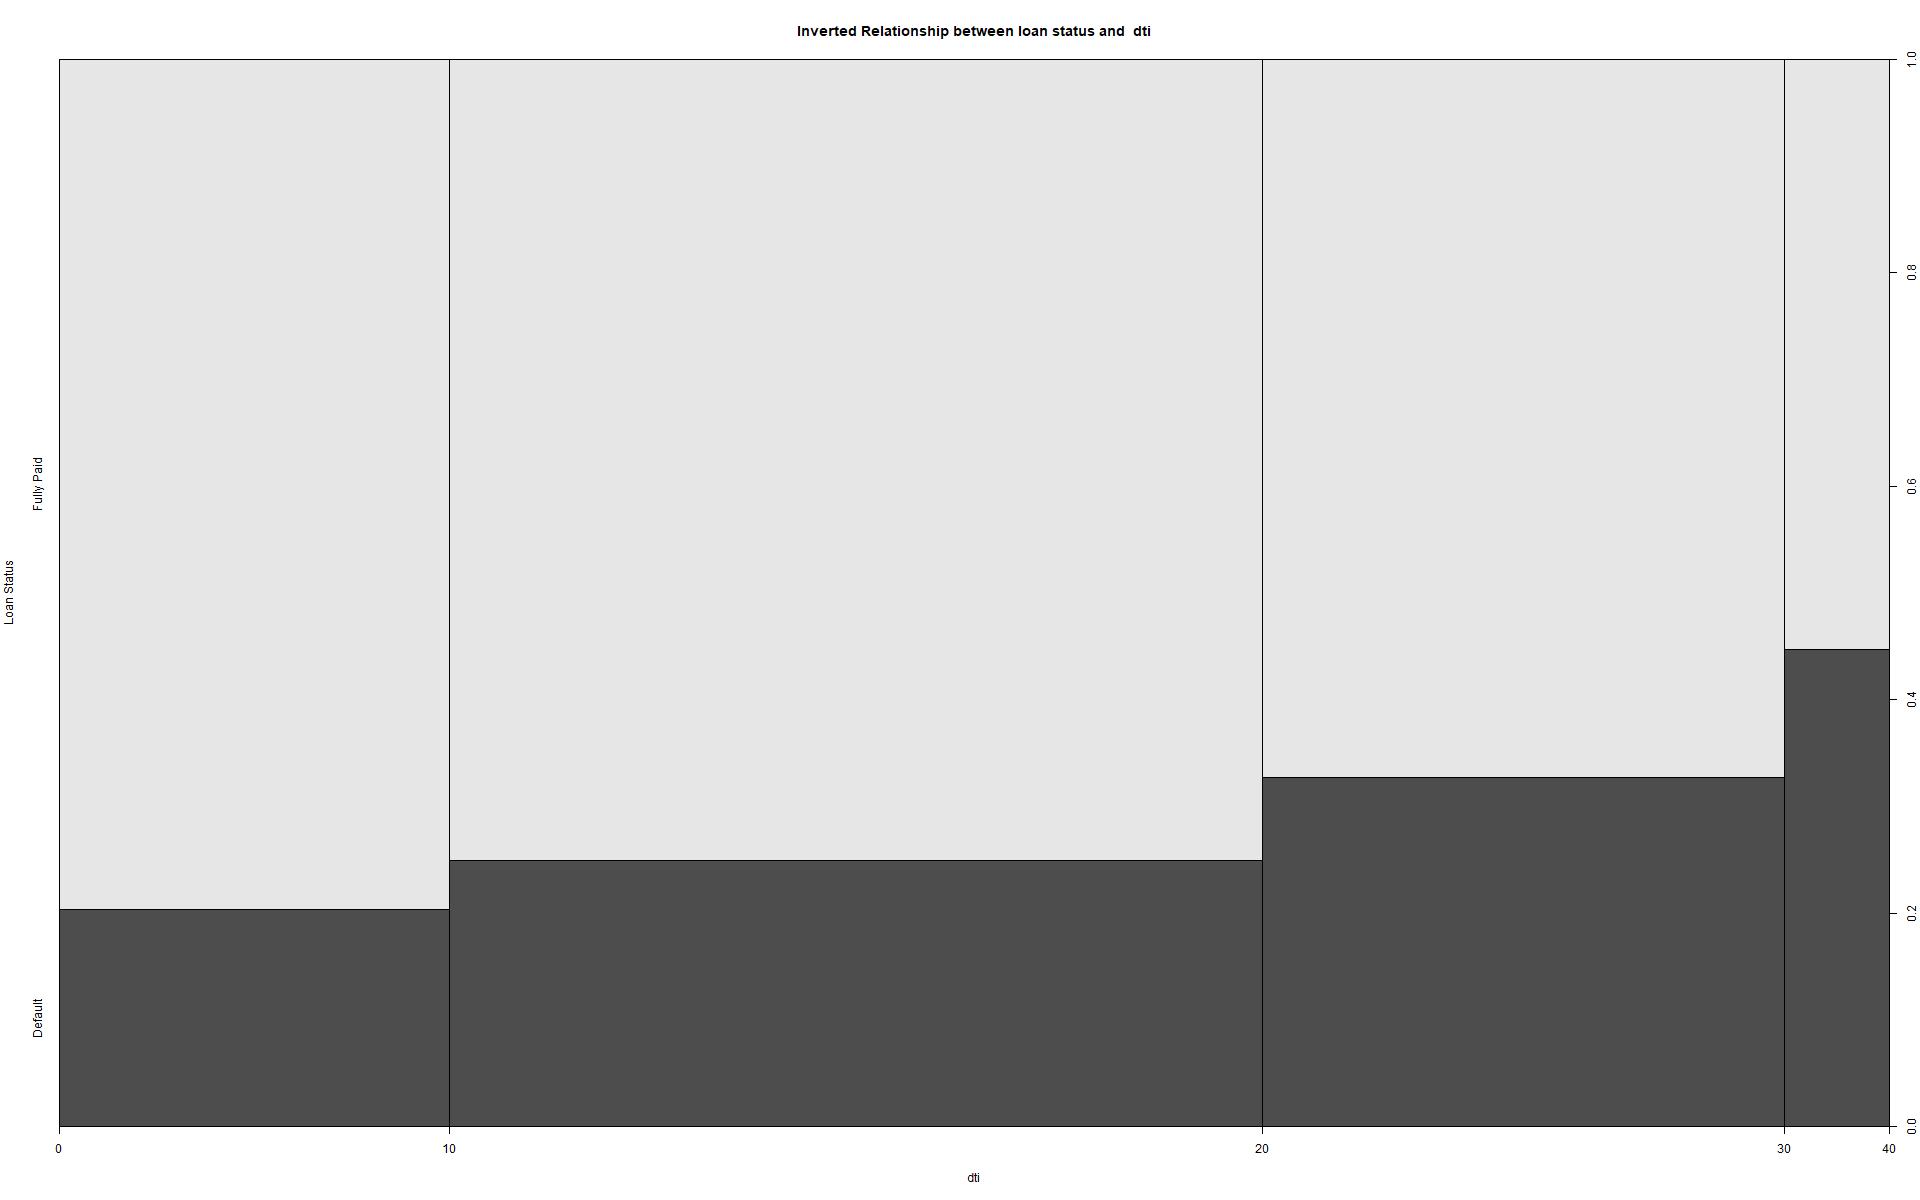 Inverted Relationship between loan status and  dti
Loan Status
Fully Paid
Default
1.0
0.8
0.6
0.4
0.2
0.0
0 10 20 30 40
dti